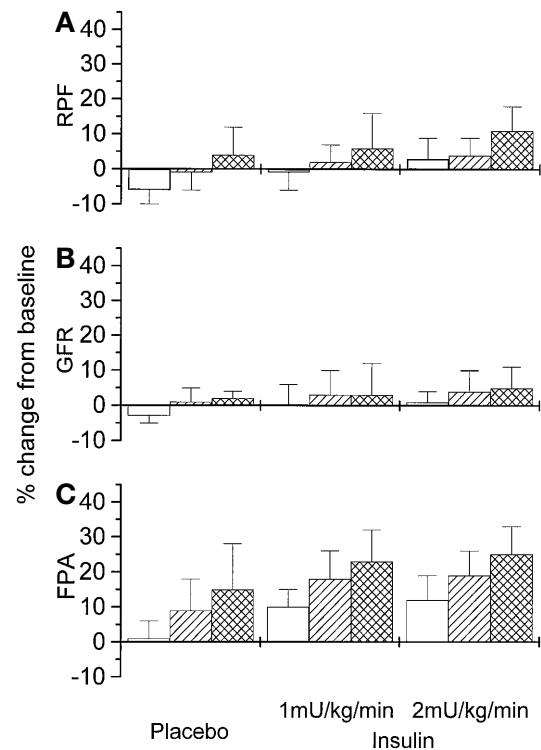 A
40
30
20
10
0
-10
RPF
B
40
30
20
10
0
-10
GFR
C
40
30
20
10
0
-10
FPA
% change from baseline
1mU/kg/min 2mU/kg/min
Placebo
Insulin